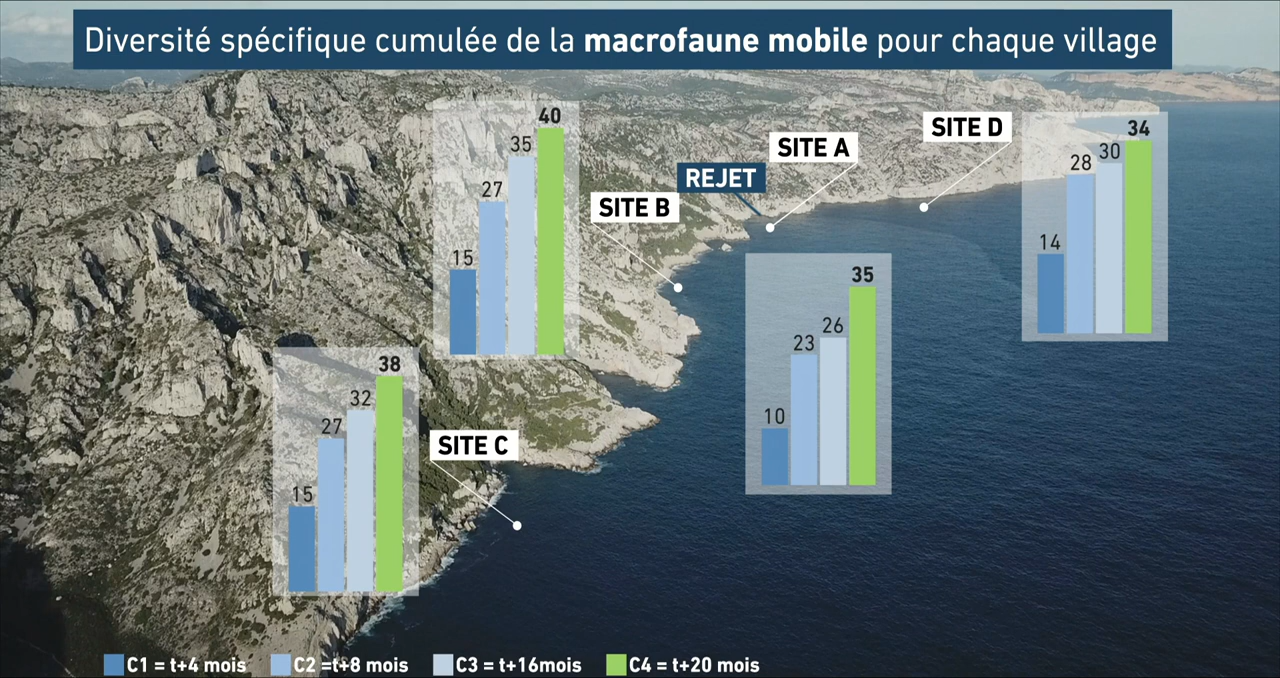 Diversité spécifique cumulée de la macrofaune mobile pour chaque village
40
35
27
15
SITE B
REJET
SITE A
SITE D
34
30
28
14
35
26
23
10
38
32
27
15
SITE C
C1 = t+4 mois
C2 =t+8 mois
C3 = t+16mois
C4 = t+20 mois